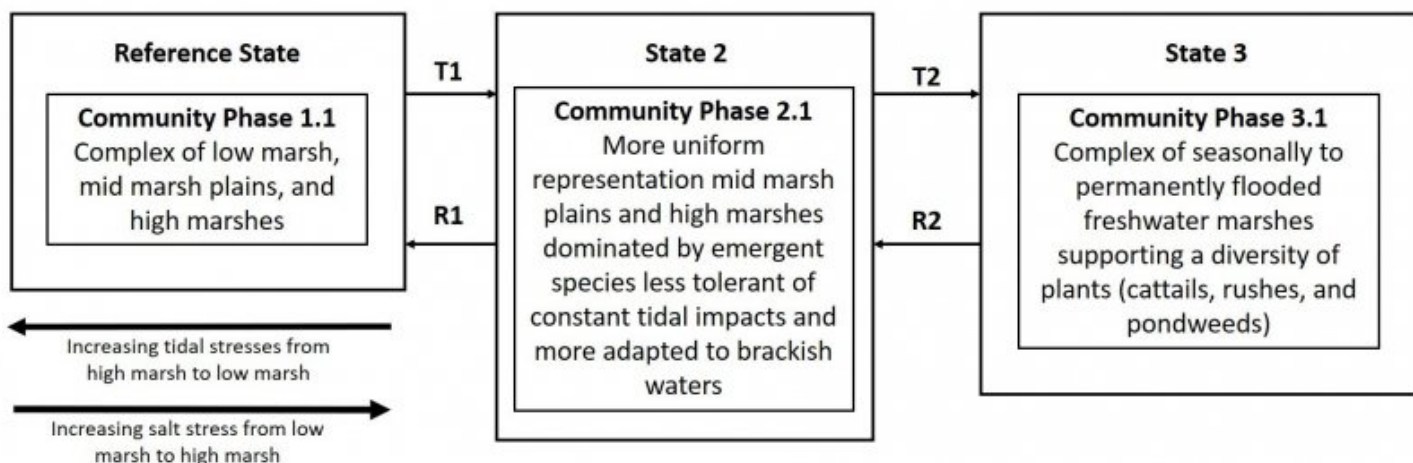 Reference State
Community Phase 1.1
Complex of low marsh,
mid marsh plains, and
high marshes
Increasing tidal stresses from
high marsh to low marsh
Increasing salt stress from low
marsh to high marsh
T1
R1
State 2
Community Phase 2.1
More uniform
representation mid marsh
plains and high marshes
dominated by emergent
species less tolerant of
constant tidal impacts and
more adapted to brackish
waters
T2
R2
State 3
Community Phase 3.1
Complex of seasonally to
permanently flooded
freshwater marshes
supporting a diversity of
plants (cattails, rushes, and
pondweeds)